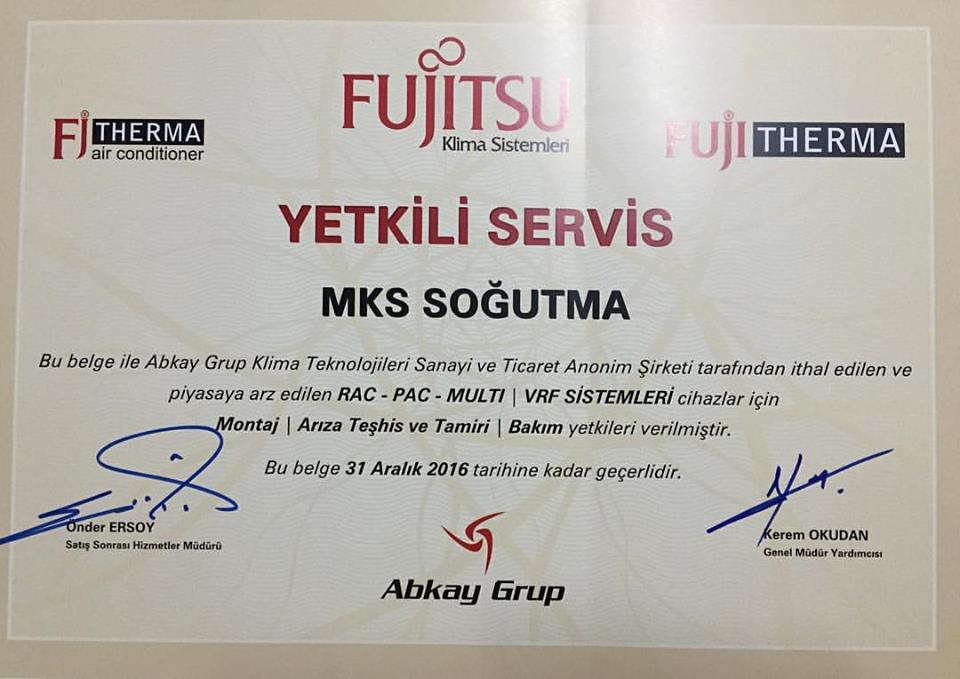 FUJITSU
Klima Sistemleri
FJ THERMA
air conditioner
FUJI THERMA
YETKİLİ SERVİS
MKS SOĞUTMA
Bu belge ile Abkay Grup Klima Teknolojileri Sanayi ve Ticaret Anonim Şirketi tarafından ithal edilen ve
piyasaya arz edilen RAC - PAC - MULTI | VRF SİSTEMLERİ cihazlar için
Montaj | Arıza Teşhis ve Tamiri | Bakım yetkileri verilmiştir.
Bu belge 31 Aralık 2016 tarihine kadar geçerlidir.
Önder ERSOY
Satış Sonrası Hizmetler Müdürü
Kerem OKUDAN
Genel Müdür Yardımcısı
Abkay Grup